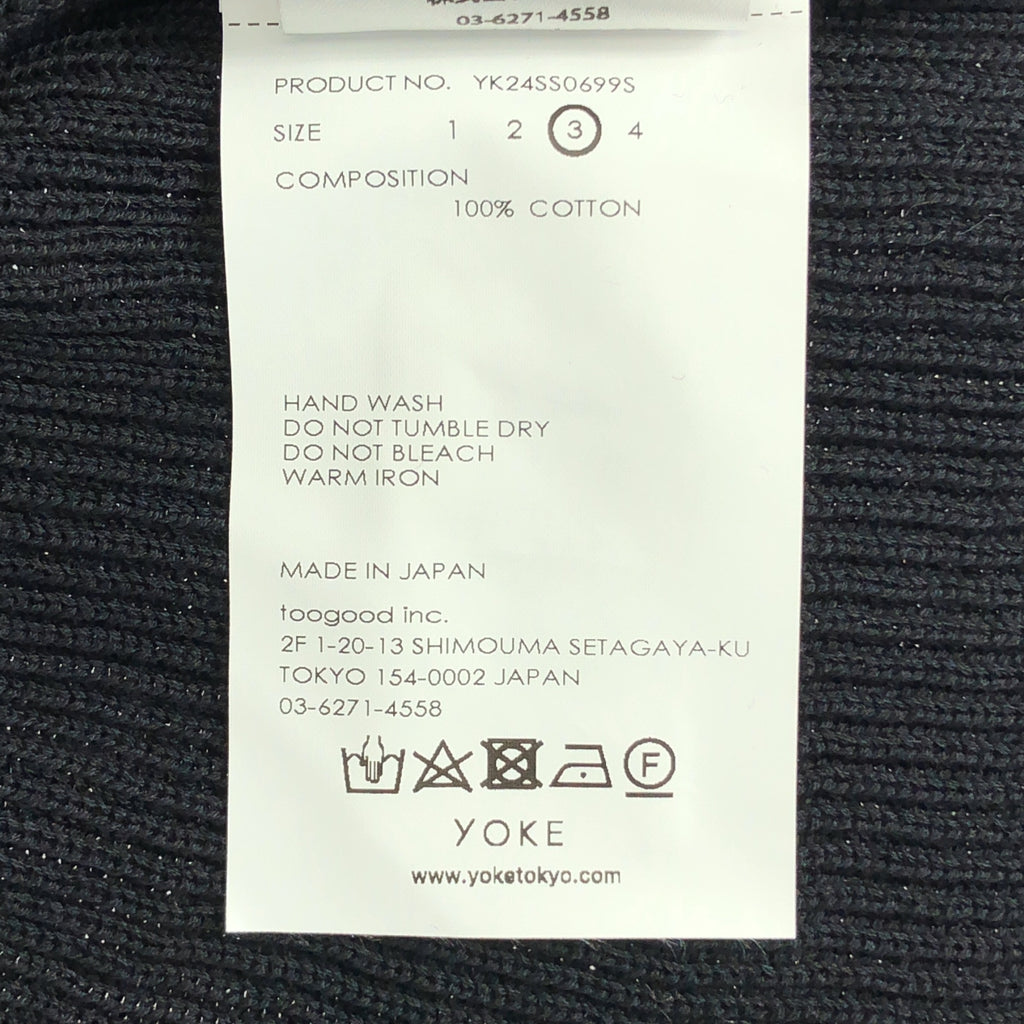 03-6271-4558
PRODUCT NO. YK24SS0699S
SIZE 1 2 3 4
COMPOSITION
100% COTTON
HAND WASH
DO NOT TUMBLE DRY
DO NOT BLEACH
WARM IRON
MADE IN JAPAN
toogood inc.
2F 1-20-13 SHIMOUMA SETAGAYA-KU
TOKYO 154-0002 JAPAN
03-6271-4558
F
YOKE
www.yoketokyo.com